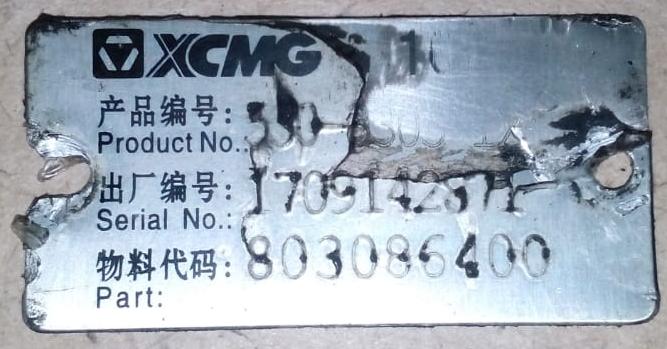 XCMG
产品编号:
Product No.:
出厂编号:
Serial No.:
物料代码: 803086400
Part: